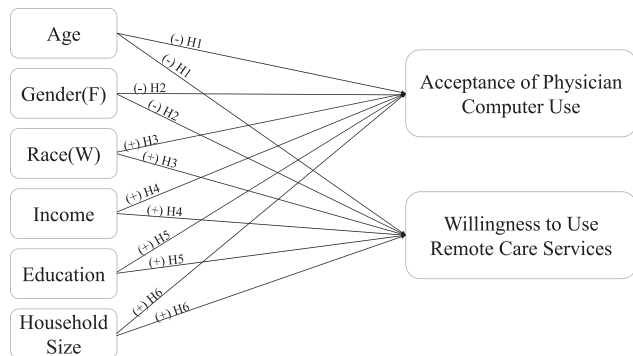 Age
(-) H1
(-) H1
Gender(F)
(-) H2
(-) H2
Race(W)
(+) H3
(+) H3
Income
(+) H4
(+) H4
Education
(+) H5
(+) H5
Household
Size
(+) H6
(+) H6
Acceptance of Physician
Computer Use
Willingness to Use
Remote Care Services